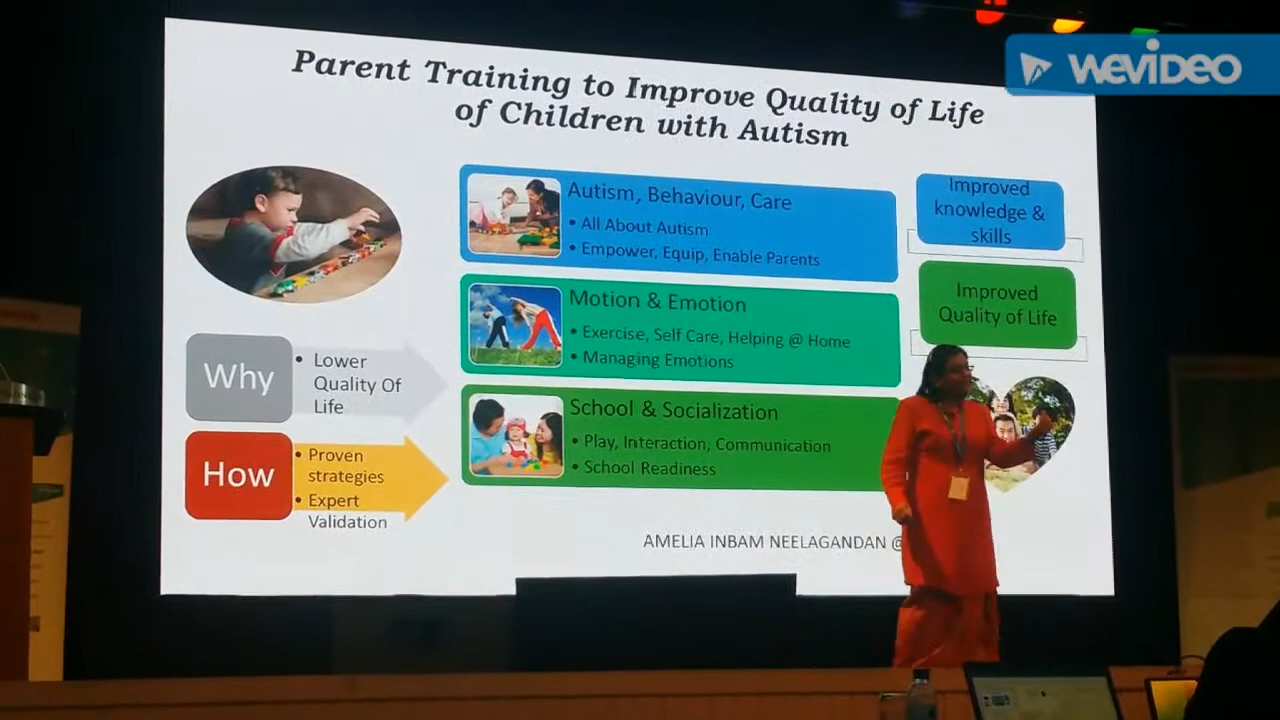 WEVIDEO
Parent Training to Improve Quality of Life
of Children with Autism
Why
• Lower
Quality Of
Life
How
• Proven
strategies
• Expert
Validation
Autism, Behaviour, Care
• All About Autism
• Empower, Equip, Enable Parents
Motion & Emotion
• Exercise, Self Care, Helping @ Home
• Managing Emotions
School & Socialization
• Play, Interaction, Communication
• School Readiness
Improved
knowledge &
skills
Improved
Quality of Life
AMELIA INBAM NEELAGANDAN @